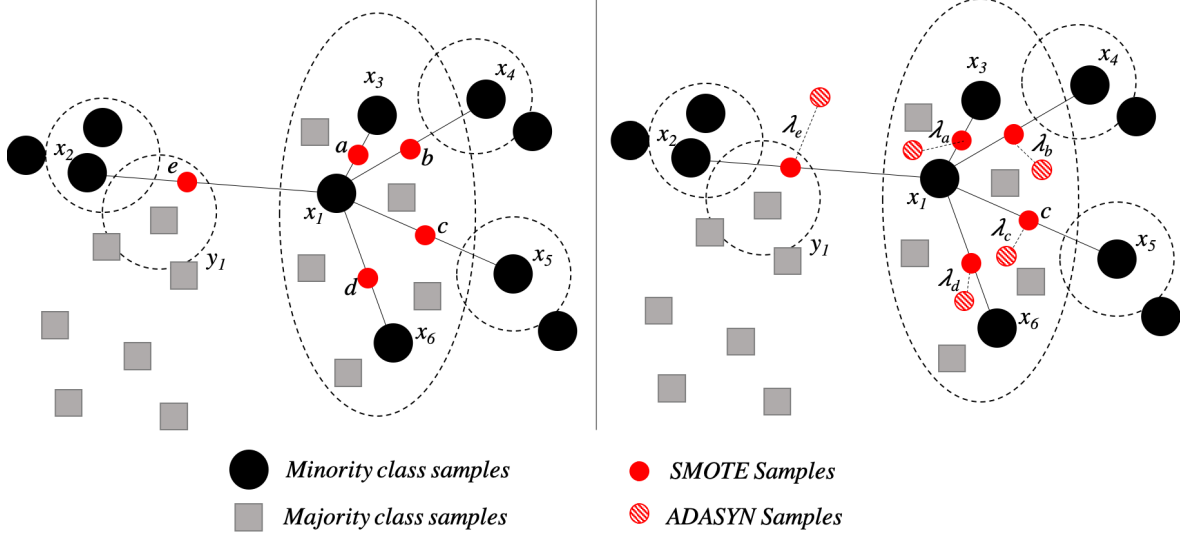 x3
x4
x2
a
b
e
x1
c
x5
y1
d
x6
x3
x4
x2
λe
λa
λb
x1
c
λc
x5
y1
λd
x6
Minority class samples
SMOTE Samples
Majority class samples
ADASYN Samples